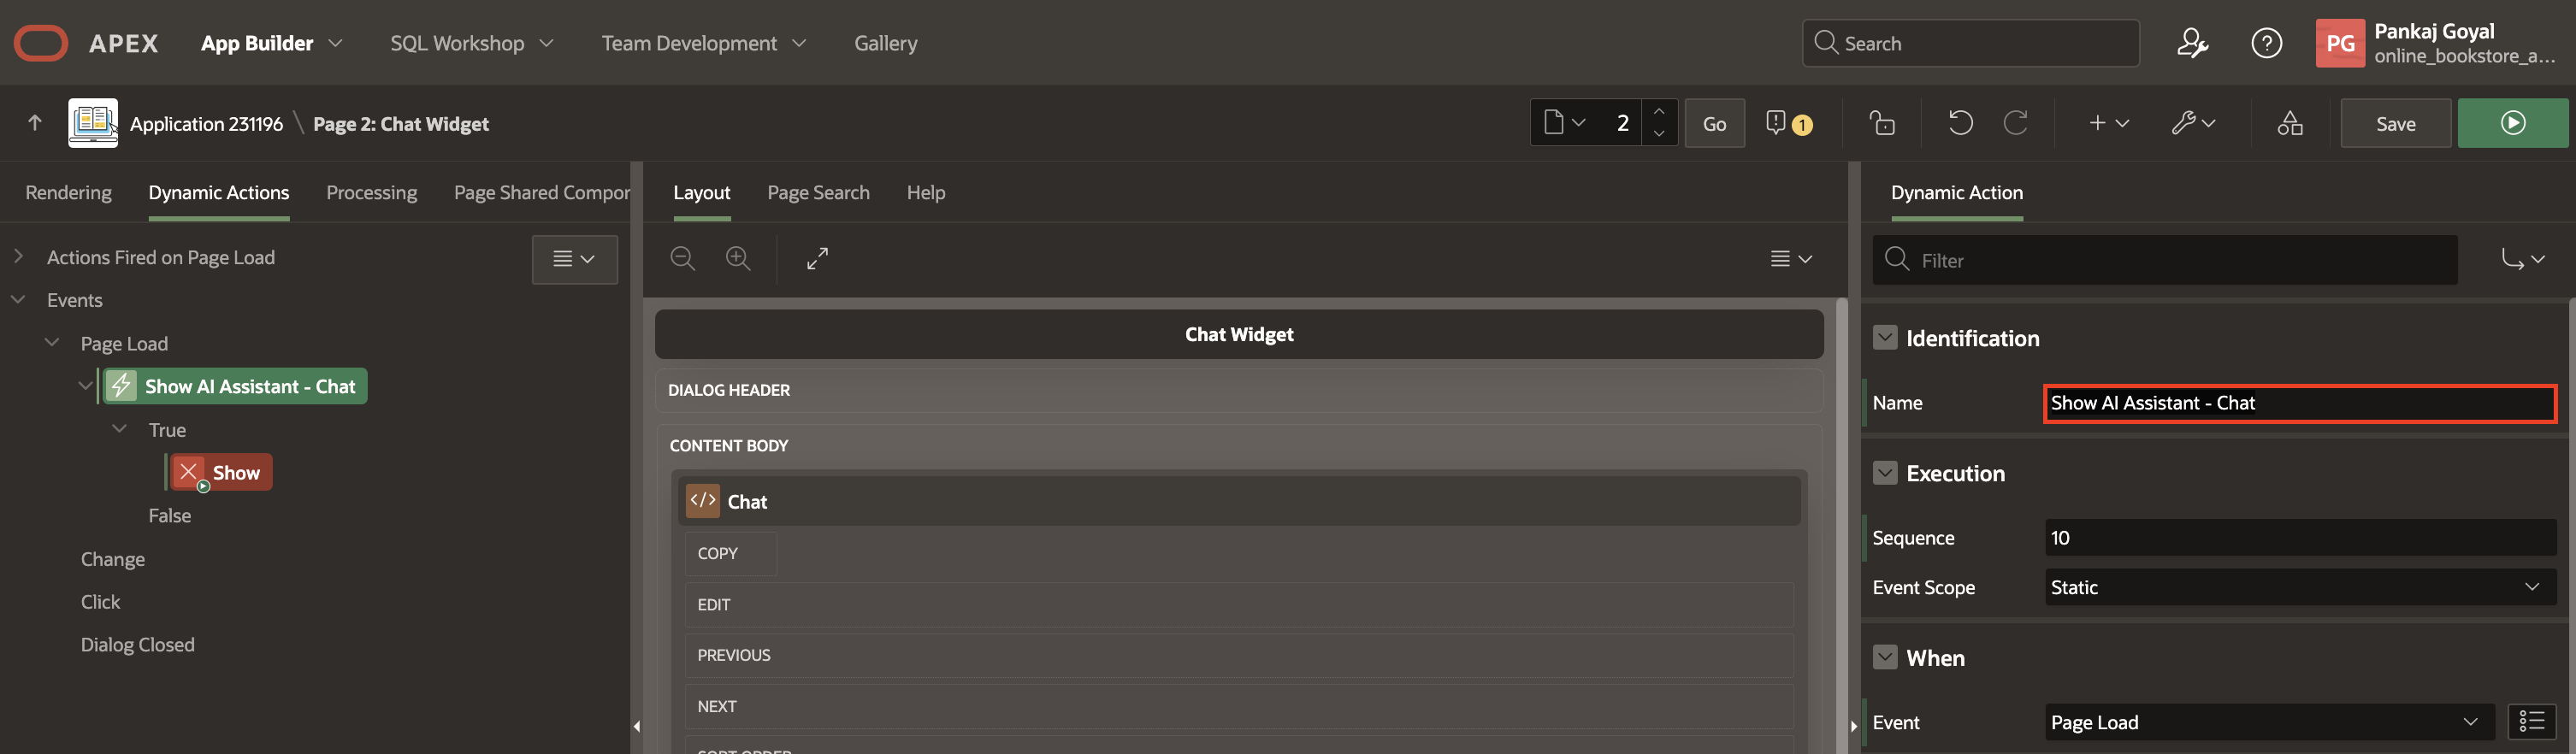 APEX App Builder SQL Workshop Team Development Gallery Search PG Pankaj Goyal
online_bookstore_a...
Application 231196 \ Page 2: Chat Widget 2 Go 1 Save
Rendering Dynamic Actions Processing Page Shared Compor Layout Page Search Help Dynamic Action
Actions Fired on Page Load
Events
Page Load
Show AI Assistant - Chat
True
Show
False
Change
Click
Dialog Closed
Chat Widget
DIALOG HEADER
CONTENT BODY
</> Chat
COPY
EDIT
PREVIOUS
NEXT
SORT ORDER
Filter
Identification
Name Show AI Assistant - Chat
Execution
Sequence 10
Event Scope Static
When
Event Page Load